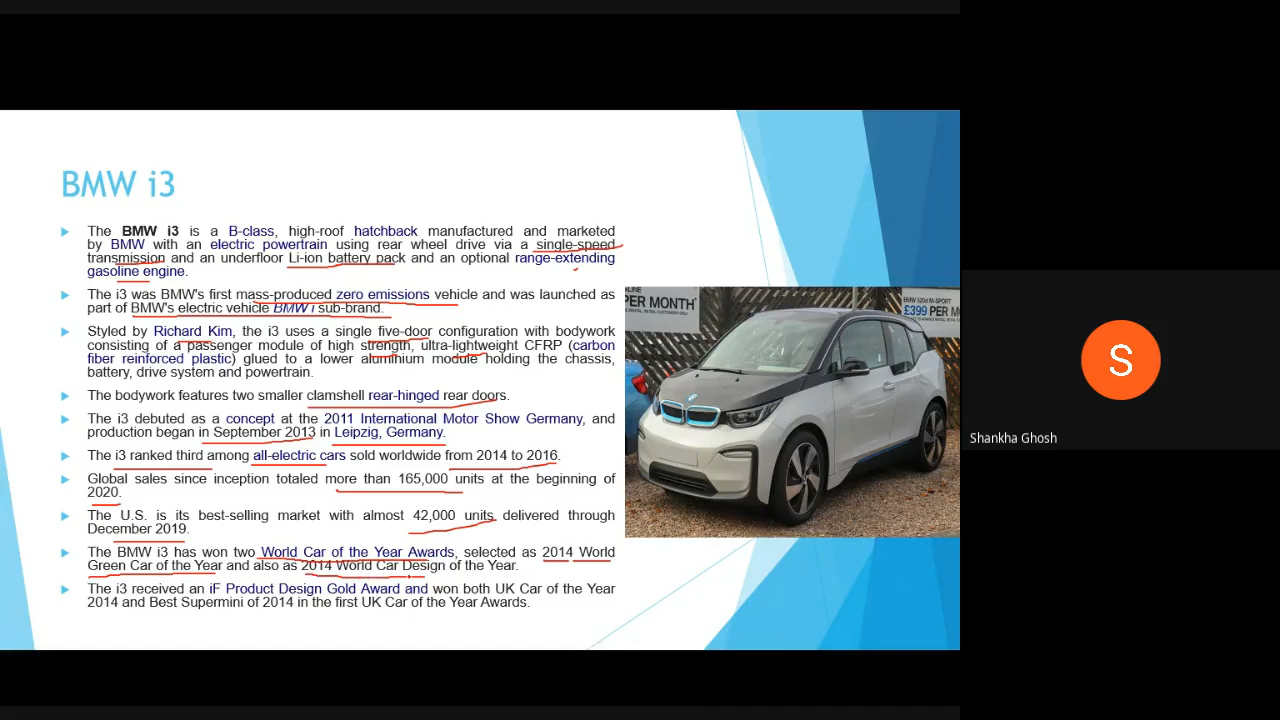 BMW i3
The BMW i3 is a B-class, high-roof hatchback manufactured and marketed
by BMW with an electric powertrain using rear wheel drive via a single-speed
transmission and an underfloor Li-ion battery pack and an optional range-extending
gasoline engine.
The i3 was BMW's first mass-produced zero emissions vehicle and was launched as
part of BMW's electric vehicle BMW i sub-brand.
Styled by Richard Kim, the i3 uses a single five-door configuration with bodywork
consisting of a passenger module of high strength, ultra-lightweight CFRP (carbon
fiber reinforced plastic) glued to a lower aluminium module holding the chassis,
battery, drive system and powertrain.
The bodywork features two smaller clamshell rear-hinged rear doors.
The i3 debuted as a concept at the 2011 International Motor Show Germany, and
production began in September 2013 in Leipzig, Germany.
The i3 ranked third among all-electric cars sold worldwide from 2014 to 2016.
Global sales since inception totaled more than 165,000 units at the beginning of
2020.
The U.S. is its best-selling market with almost 42,000 units delivered through
December 2019.
The BMW i3 has won two World Car of the Year Awards, selected as 2014 World
Green Car of the Year and also as 2014 World Car Design of the Year.
The i3 received an iF Product Design Gold Award and won both UK Car of the Year
2014 and Best Supermini of 2014 in the first UK Car of the Year Awards.
PER MONTH*
BMW 320d M-SPORT
£399 PER M
S
Shankha Ghosh